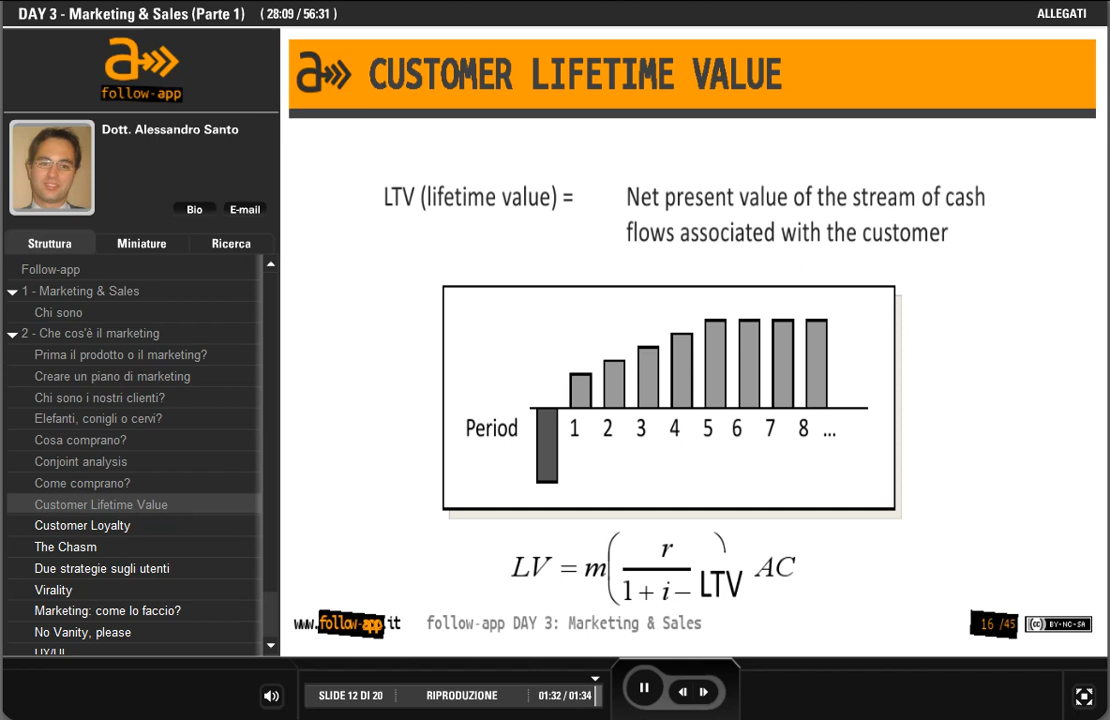 DAY 3 - Marketing & Sales (Parte 1) ( 28:09 / 56:31 ) ALLEGATI
a
follow-app
Dott. Alessandro Santo
Bio E-mail
Struttura Miniature Ricerca
Follow-app
1 - Marketing & Sales
Chi sono
2 - Che cos'è il marketing
Prima il prodotto o il marketing?
Creare un piano di marketing
Chi sono i nostri clienti?
Elefanti, conigli o cervi?
Cosa comprano?
Conjoint analysis
Come comprano?
Customer Lifetime Value
Customer Loyalty
The Chasm
Due strategie sugli utenti
Virality
Marketing: come lo faccio?
No Vanity, please
UX/UI
a CUSTOMER LIFETIME VALUE
LTV (lifetime value) = Net present value of the stream of cash
flows associated with the customer
Period 1 2 3 4 5 6 7 8 ...
LV = m( r / 1 + i − LTV ) AC
www.follow-app.it follow-app DAY 3: Marketing & Sales 16 /45 cc BY-NC-SA
SLIDE 12 DI 20 RIPRODUZIONE 01:32 / 01:34